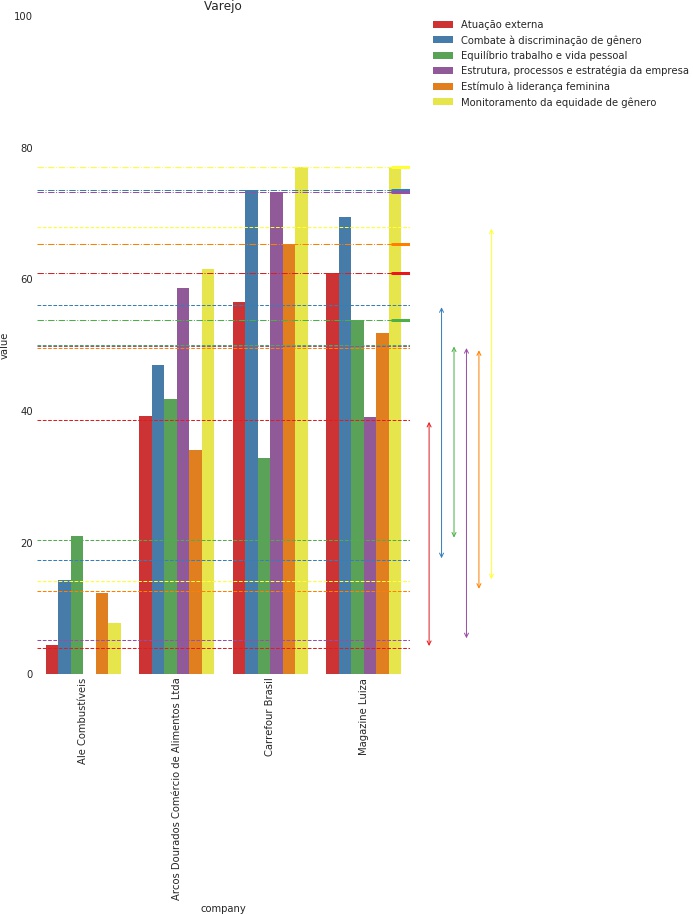 Varejo
100
80
60
40
20
0
value
Atuação externa
Combate à discriminação de gênero
Equilíbrio trabalho e vida pessoal
Estrutura, processos e estratégia da empresa
Estímulo à liderança feminina
Monitoramento da equidade de gênero
Ale Combustíveis
Arcos Dourados Comércio de Alimentos Ltda
Carrefour Brasil
Magazine Luiza
company